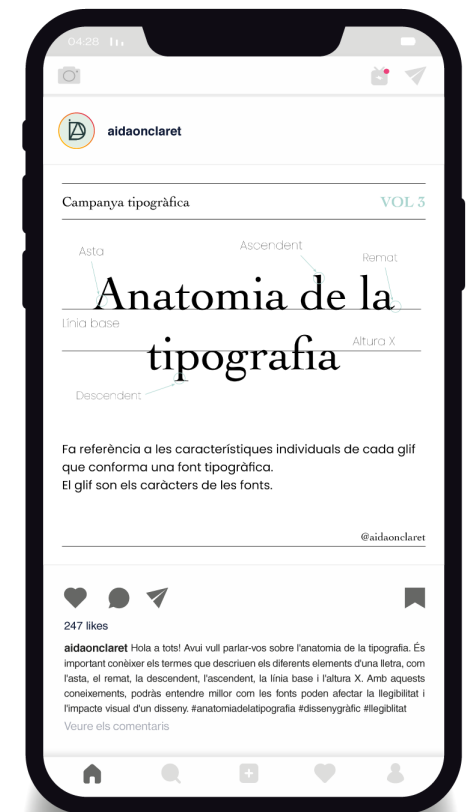 04:28
aidaonclaret
Campanya tipogràfica VOL 3
Asta
Ascendent
Remat
Anatomia de la
Línia base
Altura X
tipografia
Descendent
Fa referència a les característiques individuals de cada glif
que conforma una font tipogràfica.
El glif son els caràcters de les fonts.
@aidaonclaret
247 likes
aidaonclaret Hola a tots! Avui vull parlar-vos sobre l'anatomia de la tipografia. És
important conèixer els termes que descriuen els diferents elements d'una lletra, com
l'asta, el remat, la descendent, l'ascendent, la línia base i l'altura X. Amb aquests
coneixements, podràs entendre millor com les fonts poden afectar la llegibilitat i
l'impacte visual d'un disseny. #anatomiadelatipografia #dissenygràfic #llegiblitat
Veure els comentaris